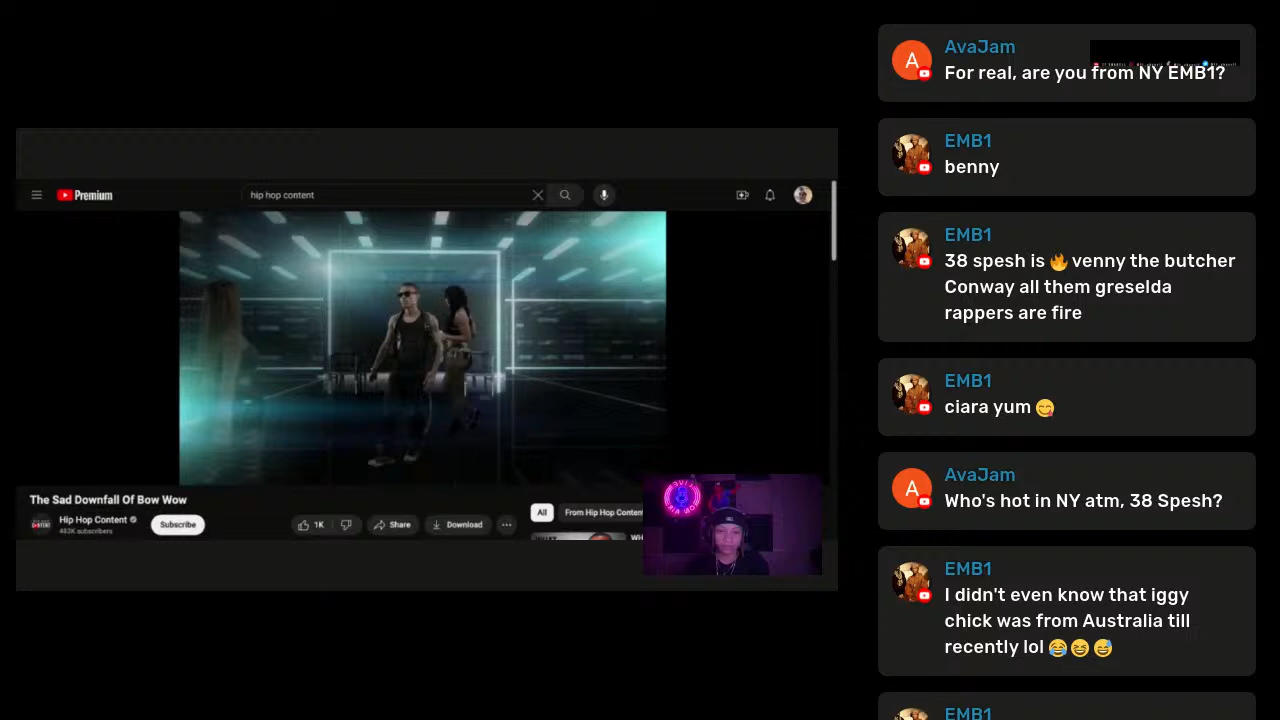 Premium
hip hop content
The Sad Downfall Of Bow Wow
Hip Hop Content
483K subscribers
Subscribe
1K
Share
Download
All
From Hip Hop Conten
AvaJam
For real, are you from NY EMB1?
EMB1
benny
EMB1
38 spesh is 🔥 venny the butcher
Conway all them greselda
rappers are fire
EMB1
ciara yum 😋
AvaJam
Who's hot in NY atm, 38 Spesh?
EMB1
I didn't even know that iggy
chick was from Australia till
recently lol 😂😆😅
EMB1